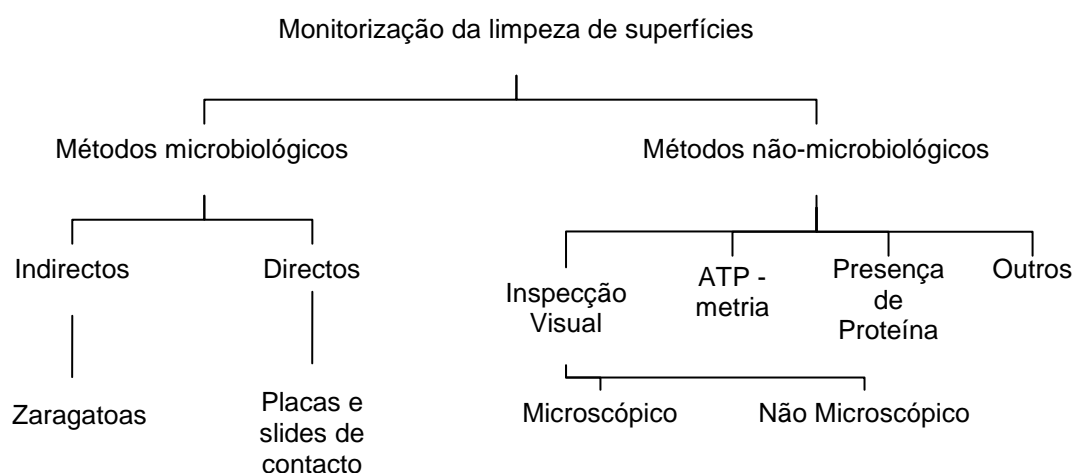 Monitorização da limpeza de superfícies
Métodos microbiológicos
Métodos não-microbiológicos
Indirectos
Directos
Inspecção
Visual
ATP -
metria
Presença
de
Proteína
Outros
Zaragatoas
Placas e
slides de
contacto
Microscópico
Não Microscópico